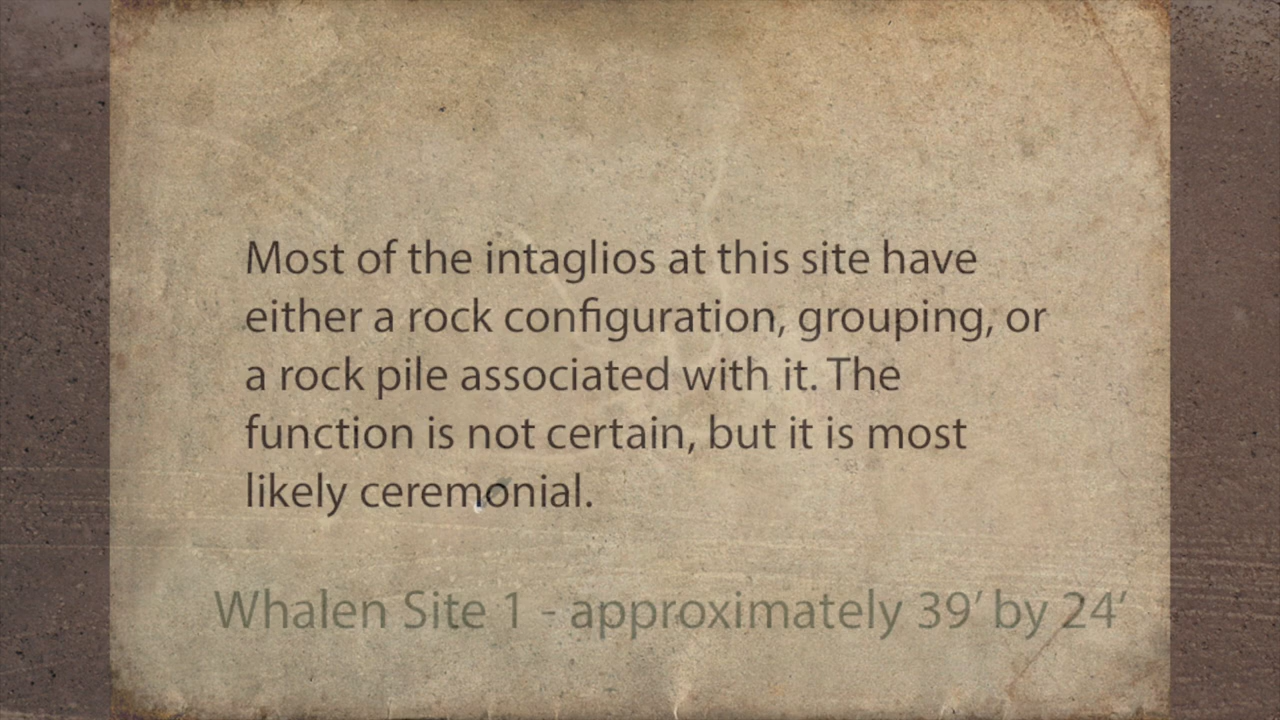 Most of the intaglios at this site have
either a rock configuration, grouping, or
a rock pile associated with it. The
function is not certain, but it is most
likely ceremonial.
Whalen Site 1 - approximately 39’ by 24’